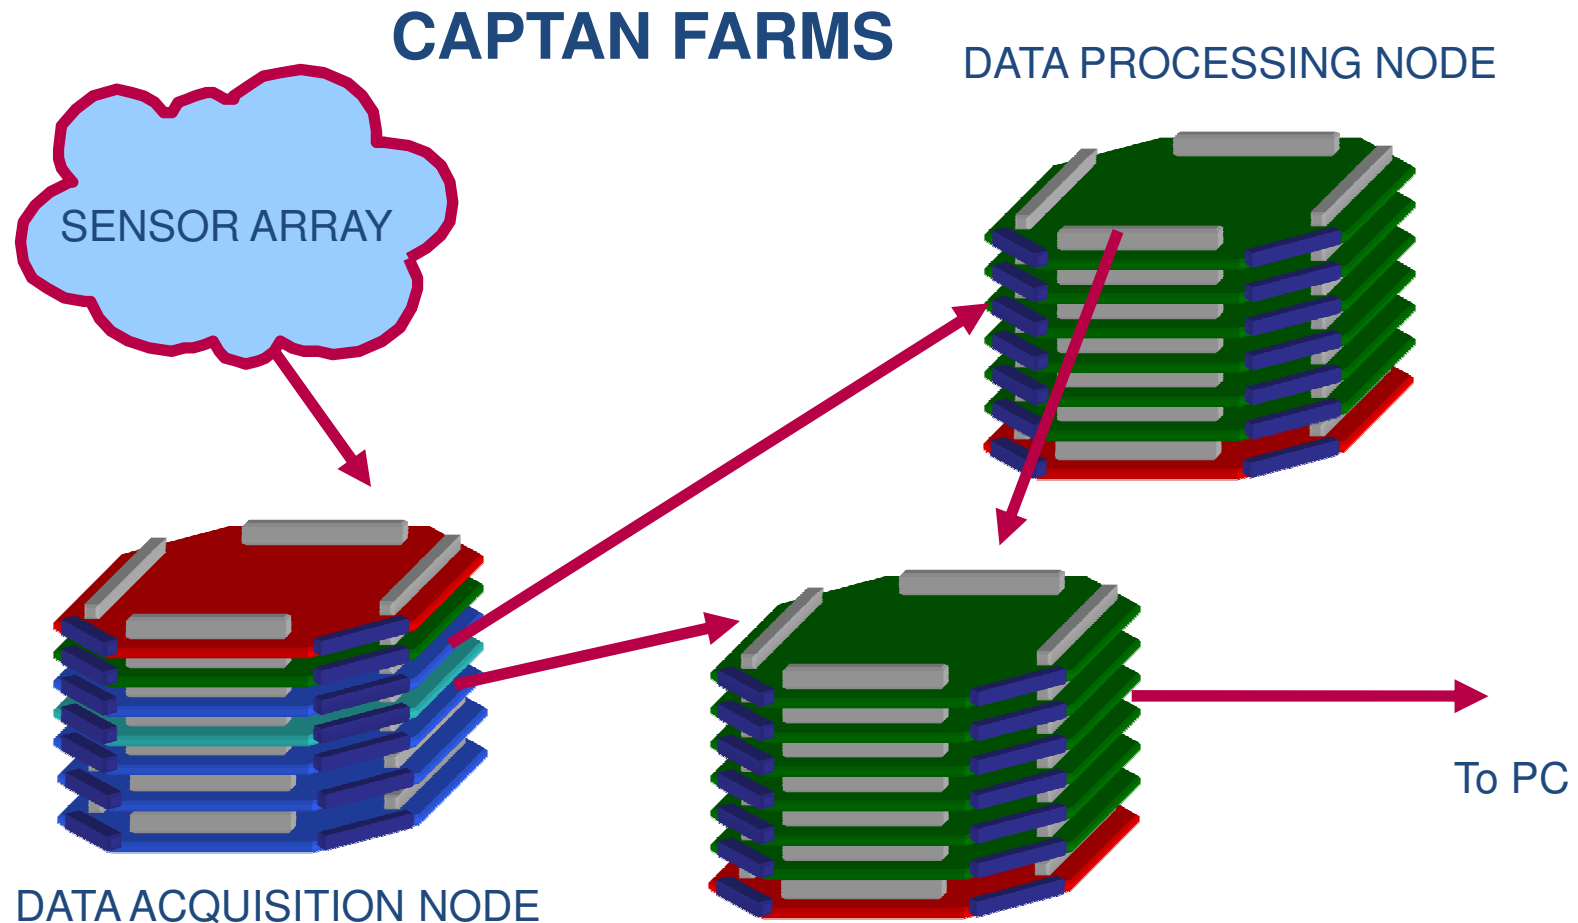 CAPTAN FARMS
DATA PROCESSING NODE
SENSOR ARRAY
To PC
DATA ACQUISITION NODE